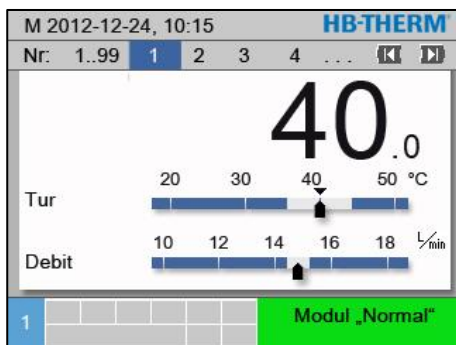 M 2012-12-24, 10:15 HB-THERM
Nr: 1..99 1 2 3 4 ...
40.0
20 30 40 50 °C
Tur
10 12 14 16 18 L/min
Debit
1 Modul „Normal“